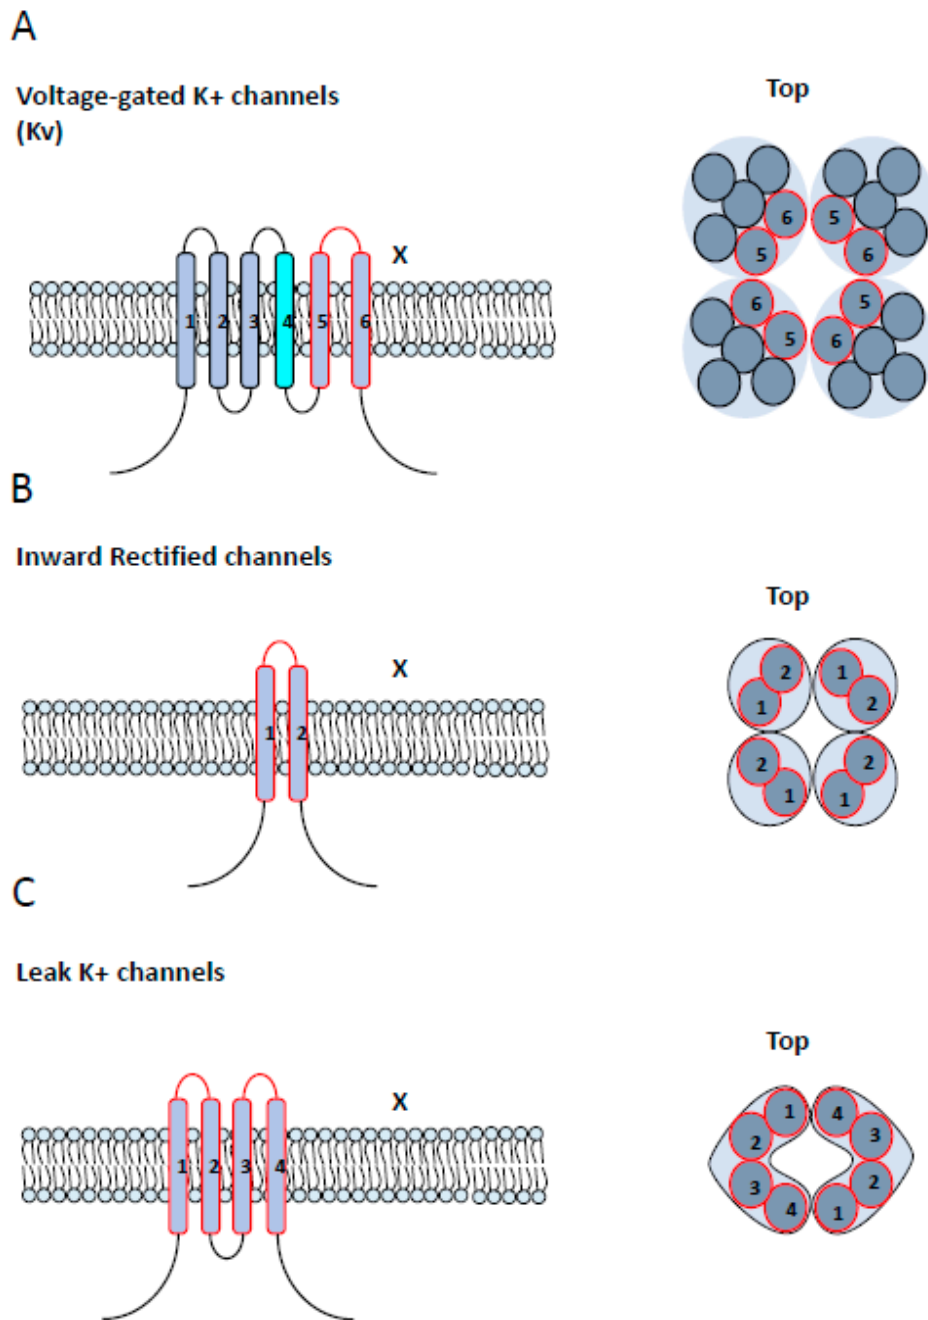 A
Voltage-gated K+ channels
(Kv)
Top
X
1 2 3 4 5 6
6 5
5 6
6 5
5 6
B
Inward Rectified channels
Top
X
1 2
2 1
1 2
2 2
1 1
C
Leak K+ channels
Top
X
1 2 3 4
1 4
2 3
3 2
4 1